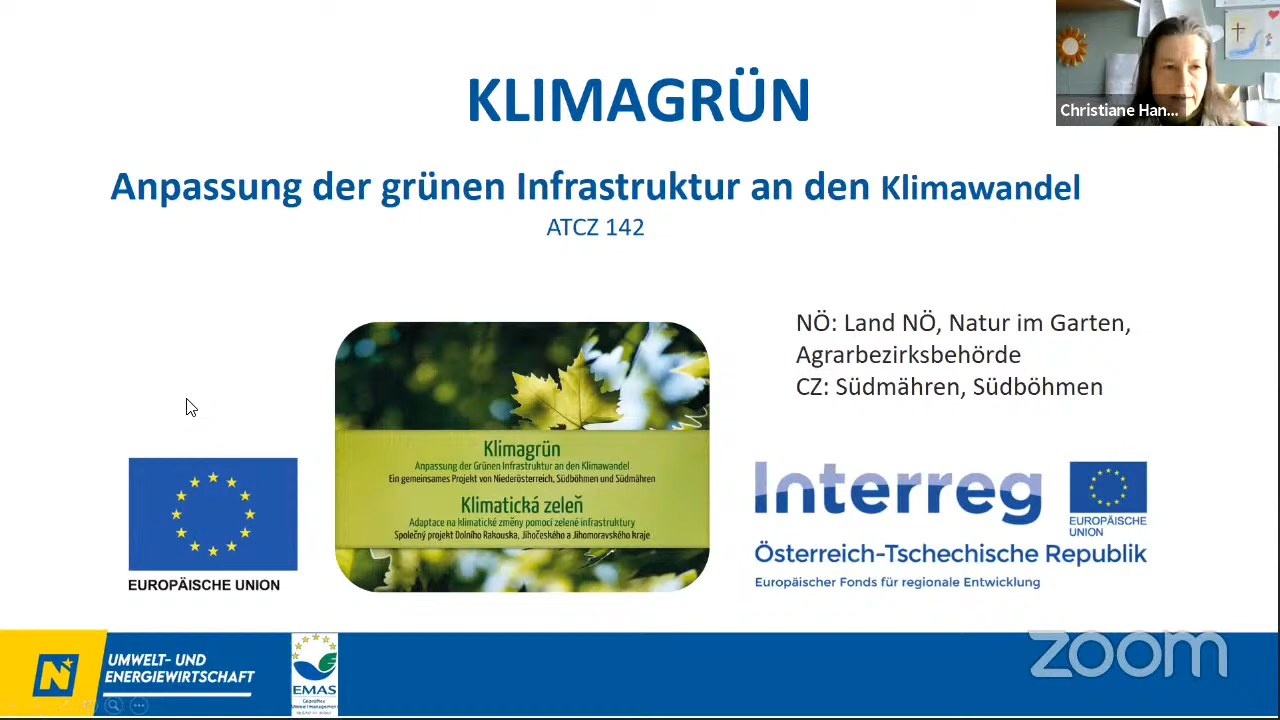 KLIMAGRÜN
Christiane Han...
Anpassung der grünen Infrastruktur an den Klimawandel
ATCZ 142
NÖ: Land NÖ, Natur im Garten,
Agrarbezirksbehörde
CZ: Südmähren, Südböhmen
Klimagrün
Anpassung der Grünen Infrastruktur an den Klimawandel
Ein gemeinsames Projekt von Niederösterreich, Südböhmen und Südmähren
Klimatická zeleň
Adaptace na klimatické změny pomocí zelené infrastruktury
Společný projekt Dolního Rakouska, Jihočeského a Jihomoravského kraje
EUROPÄISCHE UNION
Interreg
EUROPÄISCHE
UNION
Österreich-Tschechische Republik
Europäischer Fonds für regionale Entwicklung
N
UMWELT- UND
ENERGIEWIRTSCHAFT
EMAS
Geprüftes
Umweltmanagement
zoom